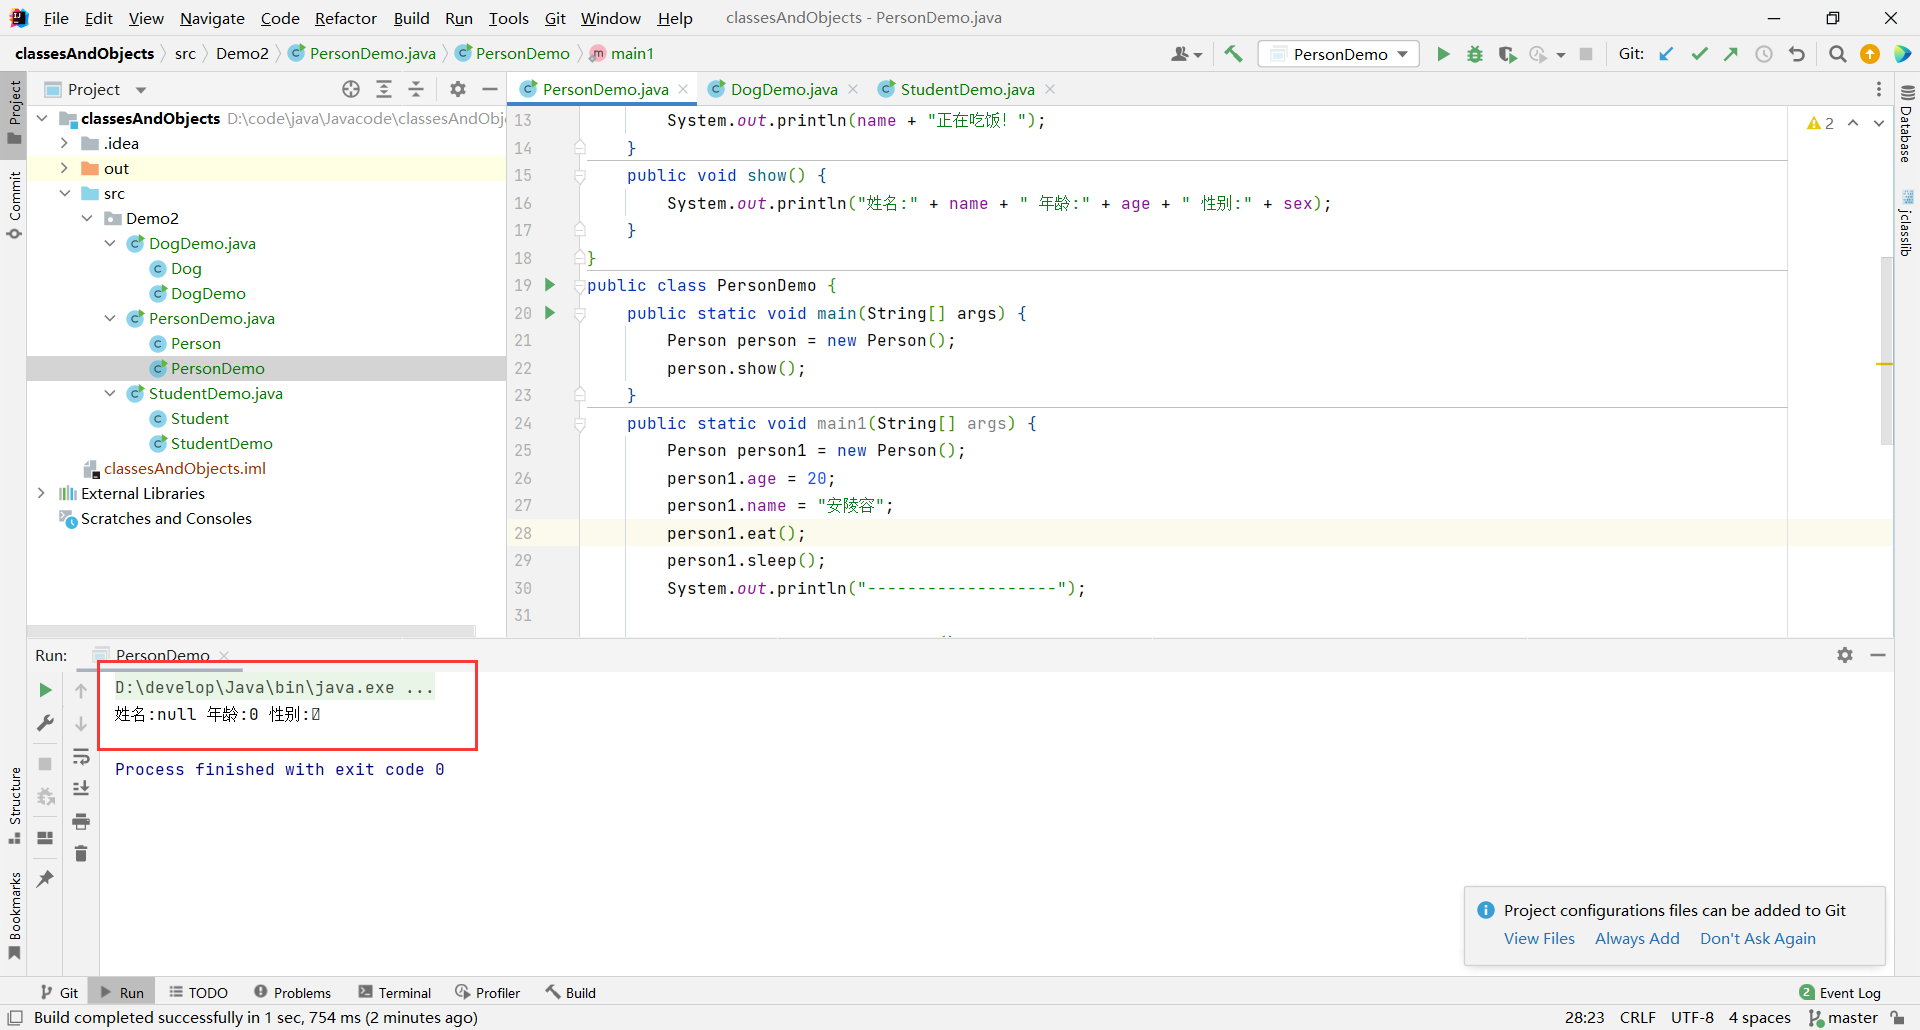 File Edit View Navigate Code Refactor Build Run Tools Git Window Help classesAndObjects - PersonDemo.java
classesAndObjects src Demo2 PersonDemo.java PersonDemo main1 PersonDemo Git:
Project PersonDemo.java DogDemo.java StudentDemo.java
Project
Commit
classesAndObjects D:\code\java\Javacode\classesAndObj
.idea
out
src
Demo2
DogDemo.java
Dog
DogDemo
PersonDemo.java
Person
PersonDemo
StudentDemo.java
Student
StudentDemo
classesAndObjects.iml
External Libraries
Scratches and Consoles
13 System.out.println(name + "正在吃饭! ");
14 }
15 public void show() {
16 System.out.println("姓名:" + name + " 年龄:" + age + " 性别:" + sex);
17 }
18 }
19 public class PersonDemo {
20 public static void main(String[] args) {
21 Person person = new Person();
22 person.show();
23 }
24 public static void main1(String[] args) {
25 Person person1 = new Person();
26 person1.age = 20;
27 person1.name = "安陵容";
28 person1.eat();
29 person1.sleep();
30 System.out.println("-------------------");
31
2
Database
jclasslib
Run: PersonDemo
D:\develop\Java\bin\java.exe ...
姓名:null 年龄:0 性别:
Process finished with exit code 0
Structure
Bookmarks
Project configurations files can be added to Git
View Files Always Add Don't Ask Again
Git Run TODO Problems Terminal Profiler Build 2 Event Log
Build completed successfully in 1 sec, 754 ms (2 minutes ago) 28:23 CRLF UTF-8 4 spaces master